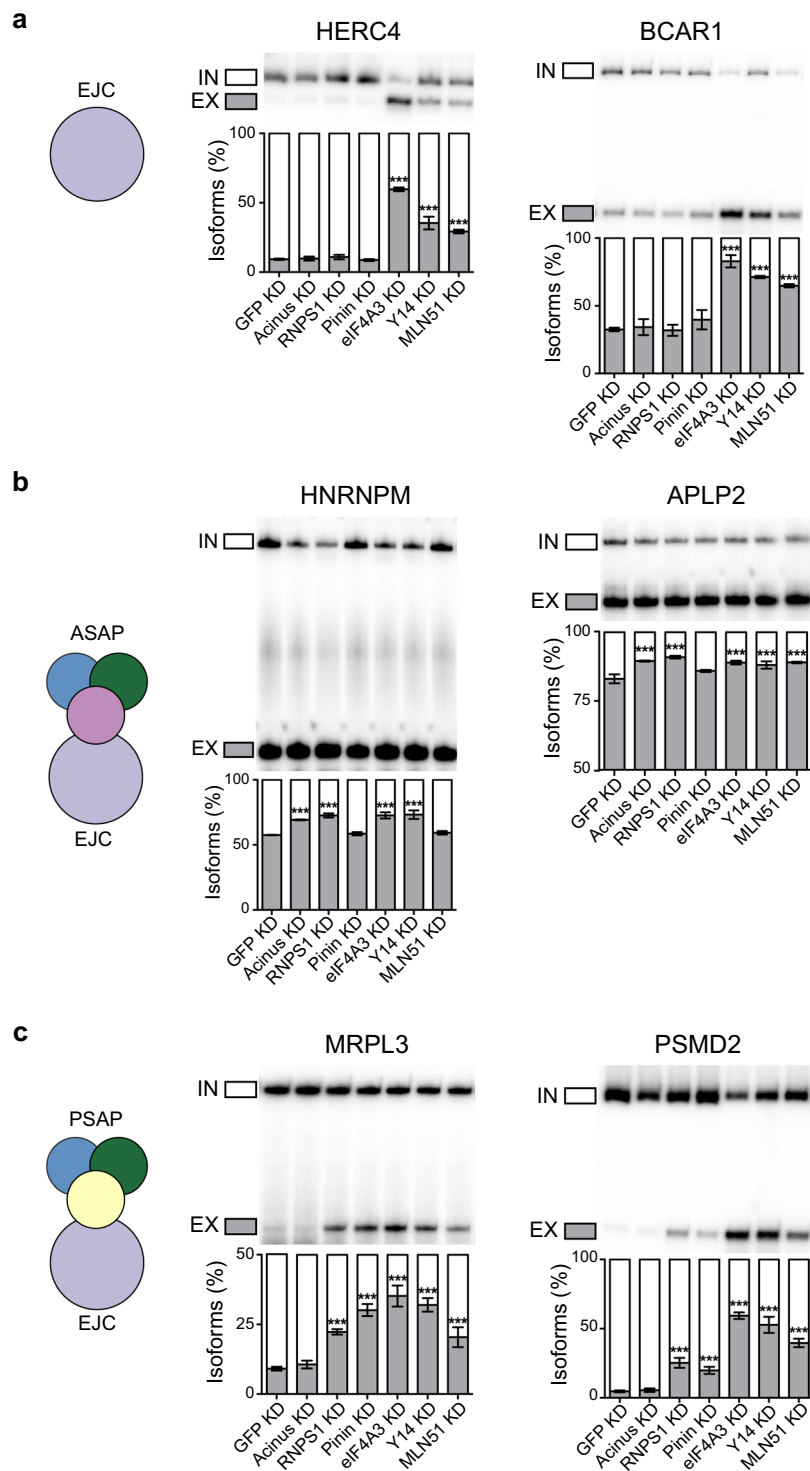 a
EJC
HERC4
IN
EX
100
50
0
Isoforms (%)
***
***
***
GFP KD
Acinus KD
RNPS1 KD
Pinin KD
eIF4A3 KD
Y14 KD
MLN51 KD
BCAR1
IN
EX
100
50
0
Isoforms (%)
***
***
***
GFP KD
Acinus KD
RNPS1 KD
Pinin KD
eIF4A3 KD
Y14 KD
MLN51 KD
b
ASAP
EJC
HNRNPM
IN
EX
100
50
0
Isoforms (%)
***
***
***
***
GFP KD
Acinus KD
RNPS1 KD
Pinin KD
eIF4A3 KD
Y14 KD
MLN51 KD
APLP2
IN
EX
100
75
50
Isoforms (%)
***
***
***
***
***
GFP KD
Acinus KD
RNPS1 KD
Pinin KD
eIF4A3 KD
Y14 KD
MLN51 KD
c
PSAP
EJC
MRPL3
IN
EX
50
25
0
Isoforms (%)
***
***
***
***
***
GFP KD
Acinus KD
RNPS1 KD
Pinin KD
eIF4A3 KD
Y14 KD
MLN51 KD
PSMD2
IN
EX
100
50
0
Isoforms (%)
***
***
***
***
***
GFP KD
Acinus KD
RNPS1 KD
Pinin KD
eIF4A3 KD
Y14 KD
MLN51 KD